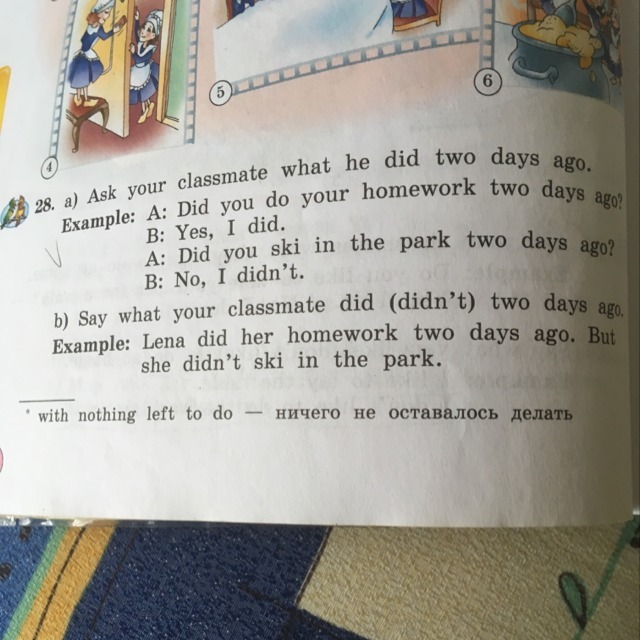 5
6
4
28. a) Ask your classmate what he did two days ago.
Example: A: Did you do your homework two days ago?
B: Yes, I did.
A: Did you ski in the park two days ago?
B: No, I didn't.
b) Say what your classmate did (didn't) two days ago.
Example: Lena did her homework two days ago. But
she didn't ski in the park.
* with nothing left to do — ничего не оставалось делать